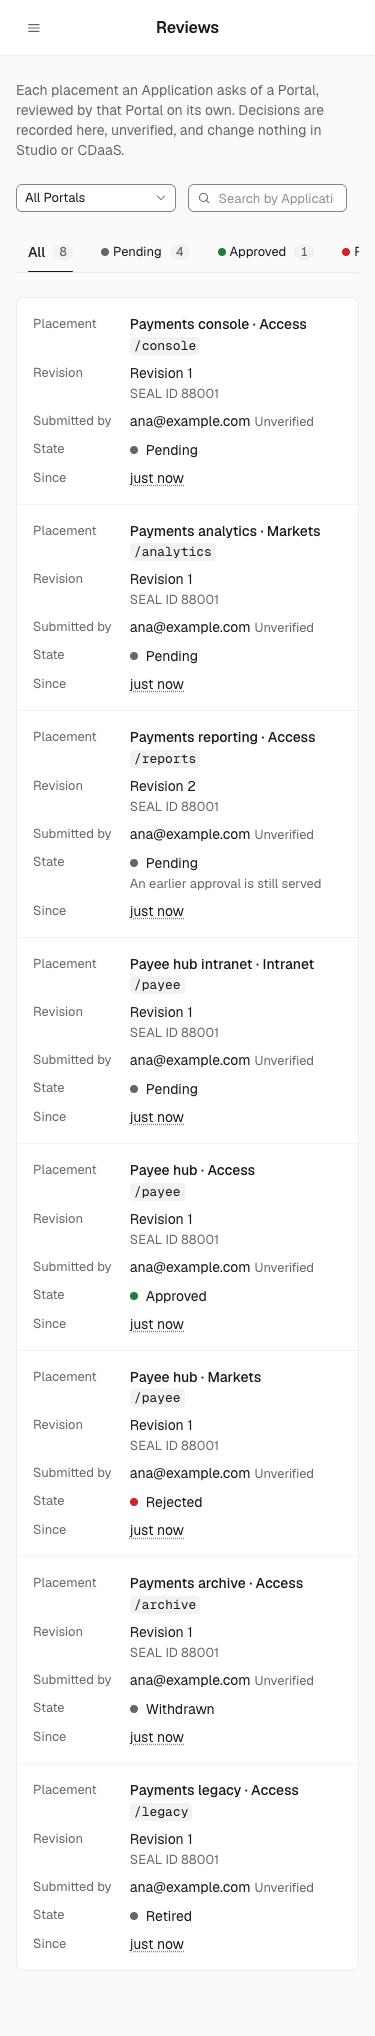 Reviews
Each placement an Application asks of a Portal,
reviewed by that Portal on its own. Decisions are
recorded here, unverified, and change nothing in
Studio or CDaaS.
All Portals
Search by Applicati
All 8 Pending 4 Approved 1
Placement Payments console · Access
/console
Revision Revision 1
SEAL ID 88001
Submitted by ana@example.com Unverified
State Pending
Since just now
Placement Payments analytics · Markets
/analytics
Revision Revision 1
SEAL ID 88001
Submitted by ana@example.com Unverified
State Pending
Since just now
Placement Payments reporting · Access
/reports
Revision Revision 2
SEAL ID 88001
Submitted by ana@example.com Unverified
State Pending
An earlier approval is still served
Since just now
Placement Payee hub intranet · Intranet
/payee
Revision Revision 1
SEAL ID 88001
Submitted by ana@example.com Unverified
State Pending
Since just now
Placement Payee hub · Access
/payee
Revision Revision 1
SEAL ID 88001
Submitted by ana@example.com Unverified
State Approved
Since just now
Placement Payee hub · Markets
/payee
Revision Revision 1
SEAL ID 88001
Submitted by ana@example.com Unverified
State Rejected
Since just now
Placement Payments archive · Access
/archive
Revision Revision 1
SEAL ID 88001
Submitted by ana@example.com Unverified
State Withdrawn
Since just now
Placement Payments legacy · Access
/legacy
Revision Revision 1
SEAL ID 88001
Submitted by ana@example.com Unverified
State Retired
Since just now